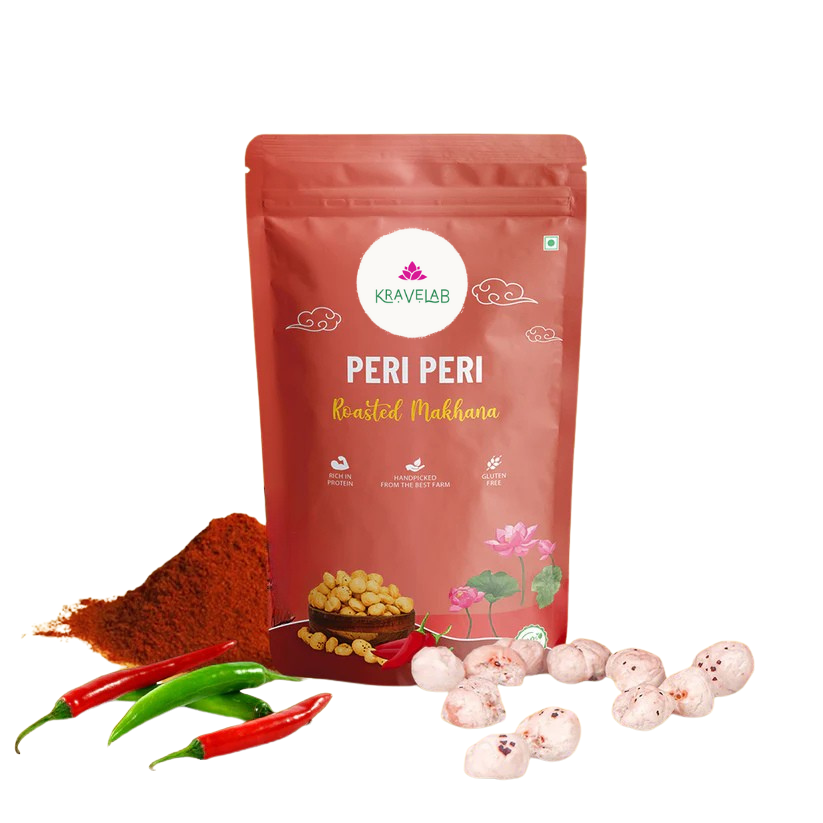 KRAVELAB
PERI PERI
Roasted Makhana
RICH IN
PROTEIN
HANDPICKED
FROM THE BEST FARM
GLUTEN
FREE